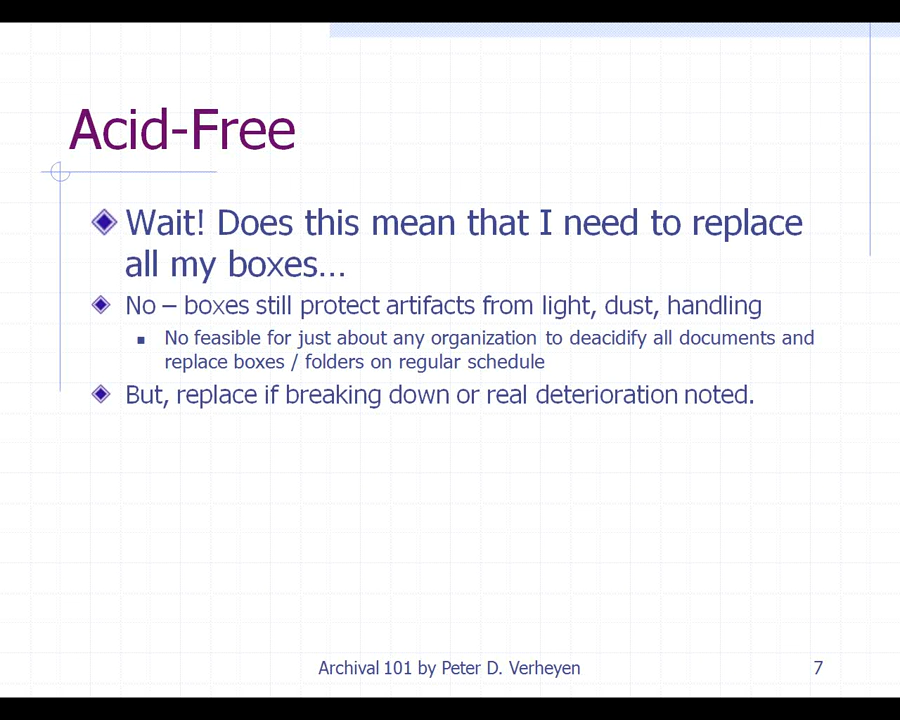 Acid-Free
Wait! Does this mean that I need to replace
all my boxes…
No – boxes still protect artifacts from light, dust, handling
No feasible for just about any organization to deacidify all documents and
replace boxes / folders on regular schedule
But, replace if breaking down or real deterioration noted.
Archival 101 by Peter D. Verheyen
7